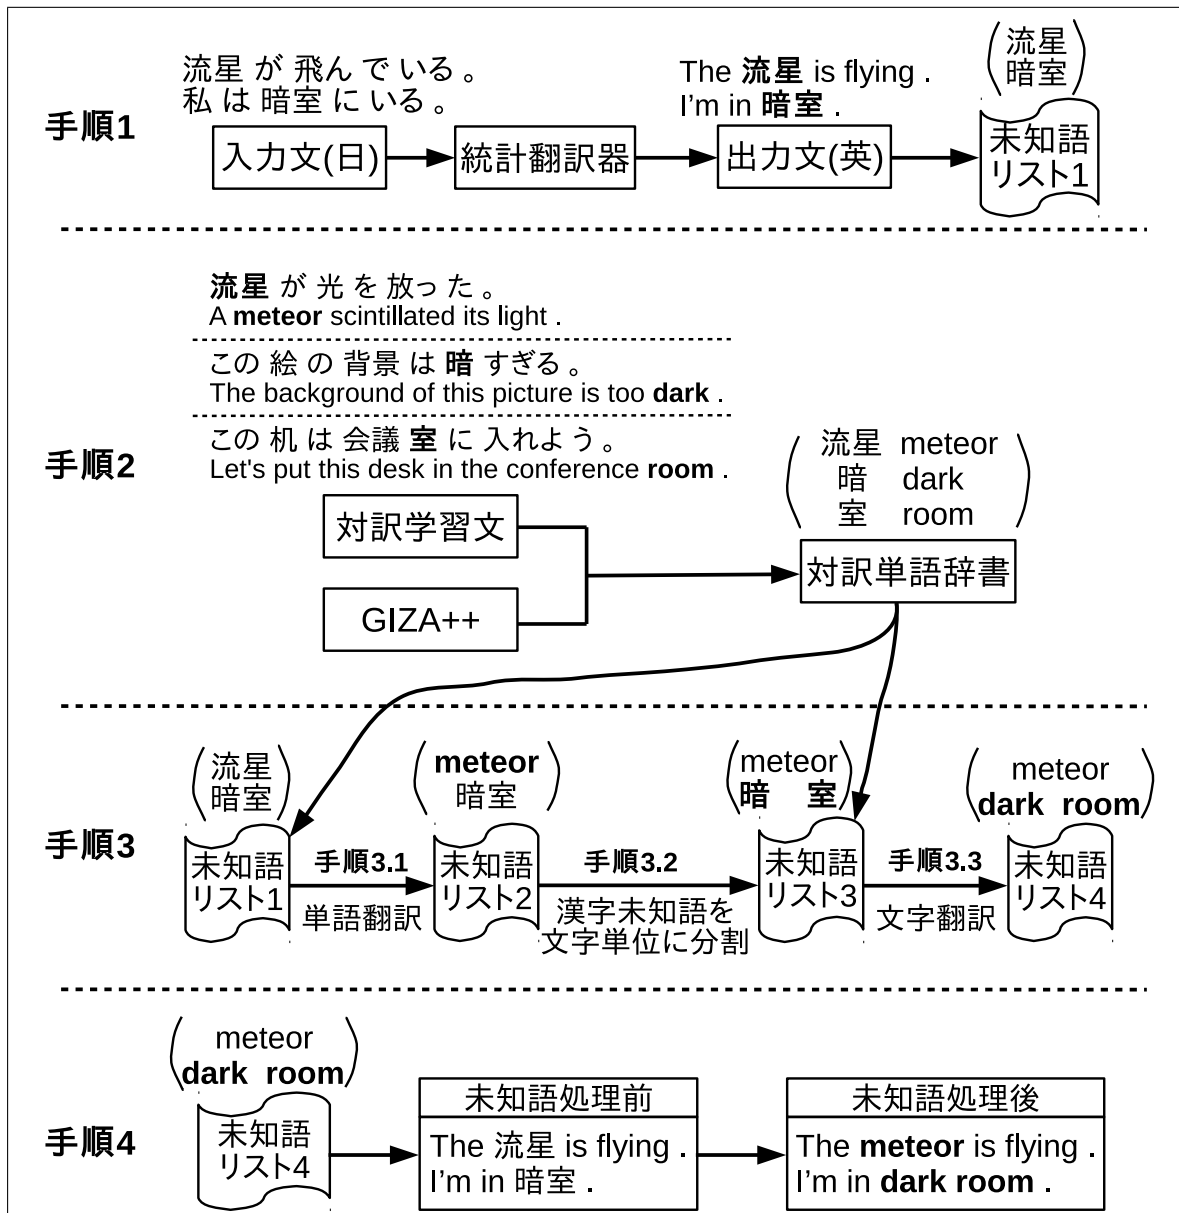 手順1
流星 が 飛ん で いる 。
私 は 暗室 に いる 。
入力文(日)
統計翻訳器
The 流星 is flying .
I'm in 暗室 .
出力文(英)
流星
暗室
未知語
リスト1
手順2
流星 が 光 を 放っ た 。
A meteor scintillated its light .
この 絵 の 背景 は 暗 すぎる 。
The background of this picture is too dark .
この 机 は 会議 室 に 入れよ う 。
Let's put this desk in the conference room .
対訳学習文
GIZA++
流星 meteor
暗 dark
室 room
対訳単語辞書
手順3
流星
暗室
未知語
リスト1
手順3.1
単語翻訳
meteor
暗室
未知語
リスト2
手順3.2
漢字未知語を
文字単位に分割
meteor
暗 室
未知語
リスト3
手順3.3
文字翻訳
meteor
dark room
未知語
リスト4
手順4
meteor
dark room
未知語
リスト4
未知語処理前
The 流星 is flying .
I'm in 暗室 .
未知語処理後
The meteor is flying .
I'm in dark room .